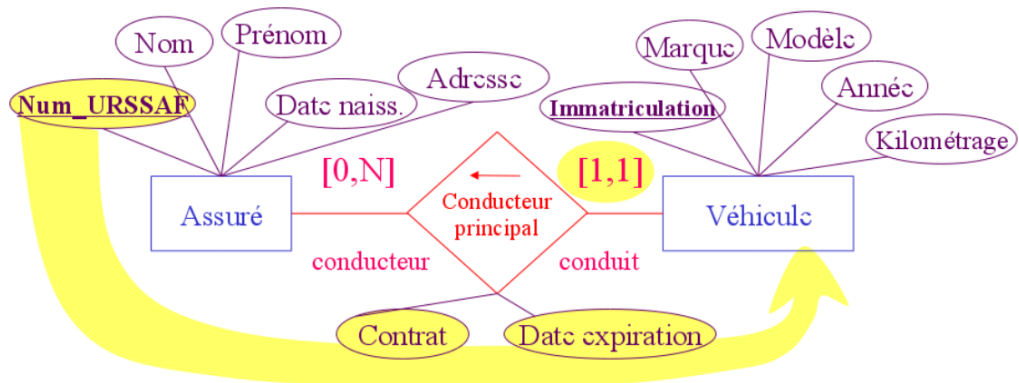 Nom
Prénom
Num_URSSAF
Date naiss.
Adresse
Marque
Modèle
Immatriculation
Année
Kilométrage
[0,N]
[1,1]
Assuré
Conducteur
principal
Véhicule
conducteur
conduit
Contrat
Date expiration